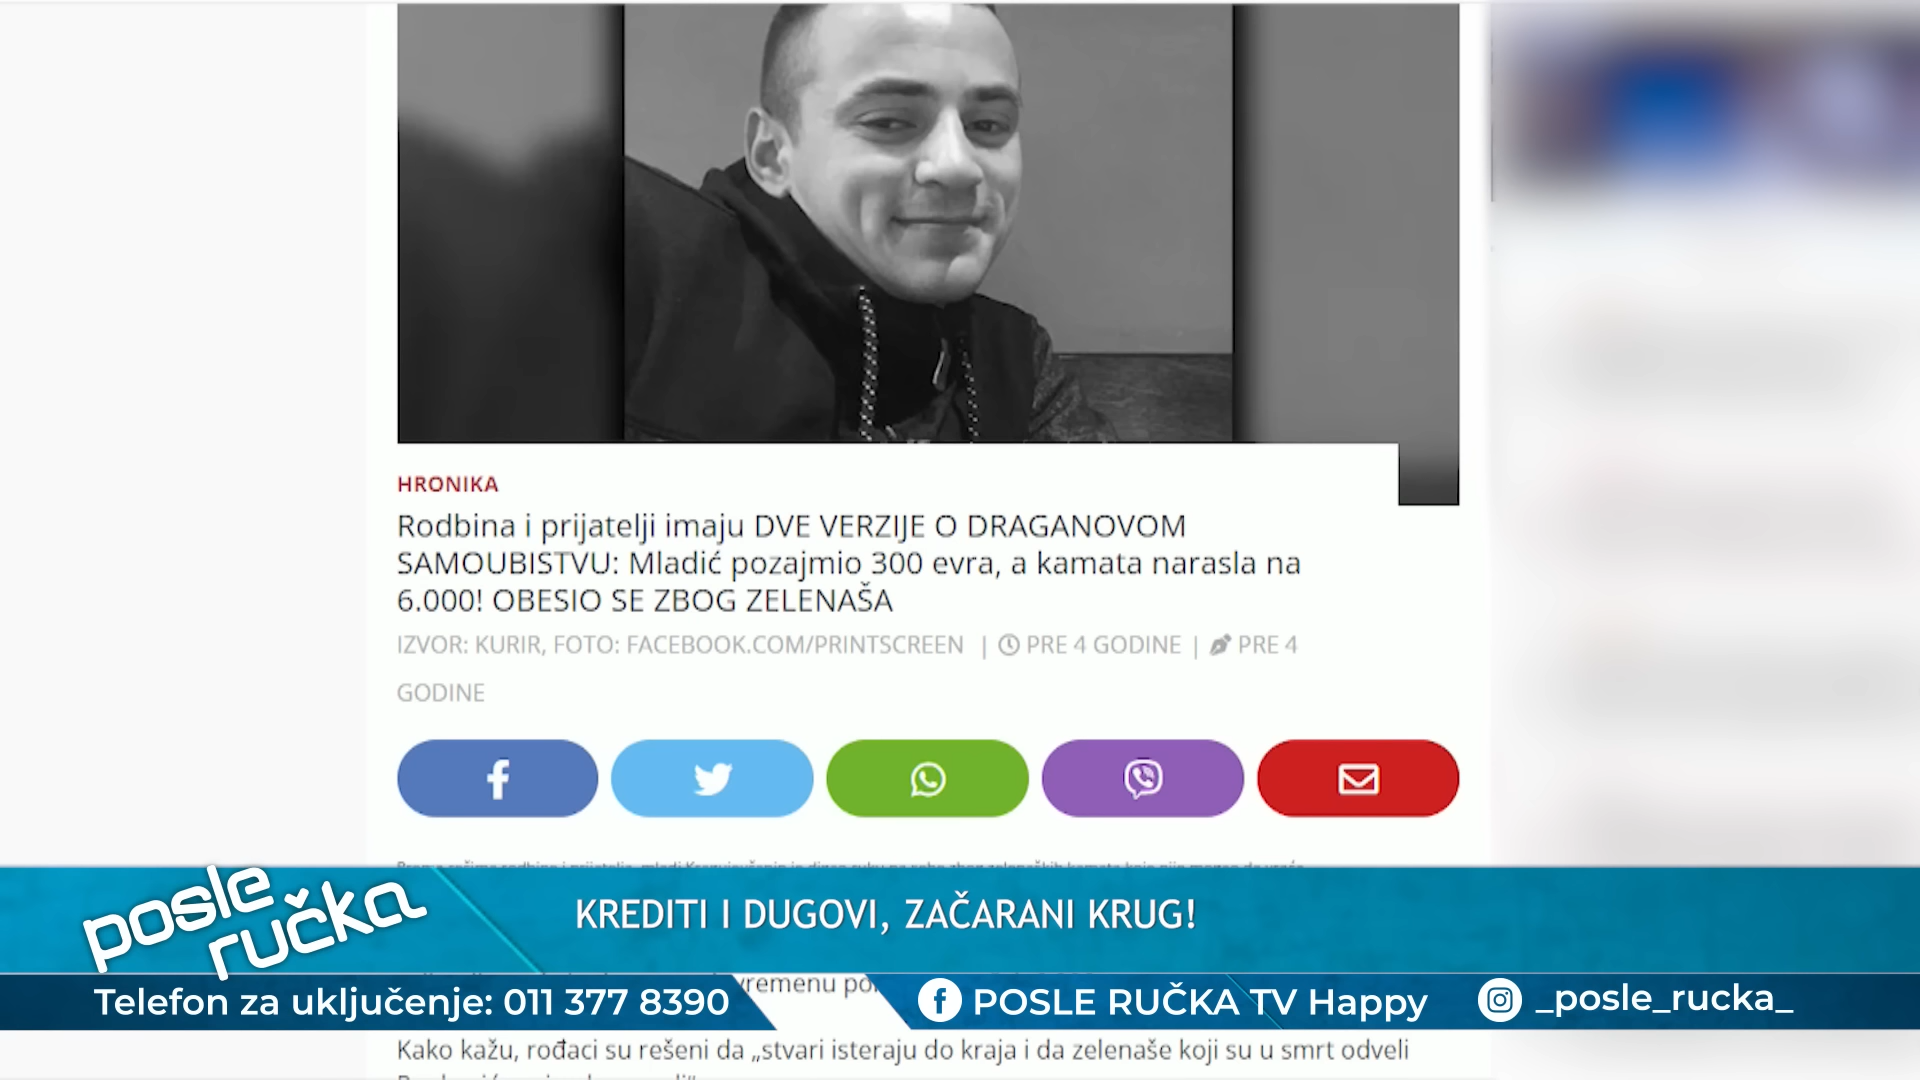 HRONIKA
Rodbina i prijatelji imaju DVE VERZIJE O DRAGANOVOM
SAMOUBISTVU: Mladić pozajmio 300 evra, a kamata narasla na
6.000! OBESIO SE ZBOG ZELENAŠA
IZVOR: KURIR, FOTO: FACEBOOK.COM/PRINTSCREEN | PRE 4 GODINE | PRE 4
GODINE
posle
ručka
KREDITI I DUGOVI, ZAČARANI KRUG!
Telefon za uključenje: 011 377 8390
POSLE RUČKA TV Happy
_posle_rucka_
Kako kažu, rođaci su rešeni da „stvari isteraju do kraja i da zelenaše koji su u smrt odveli